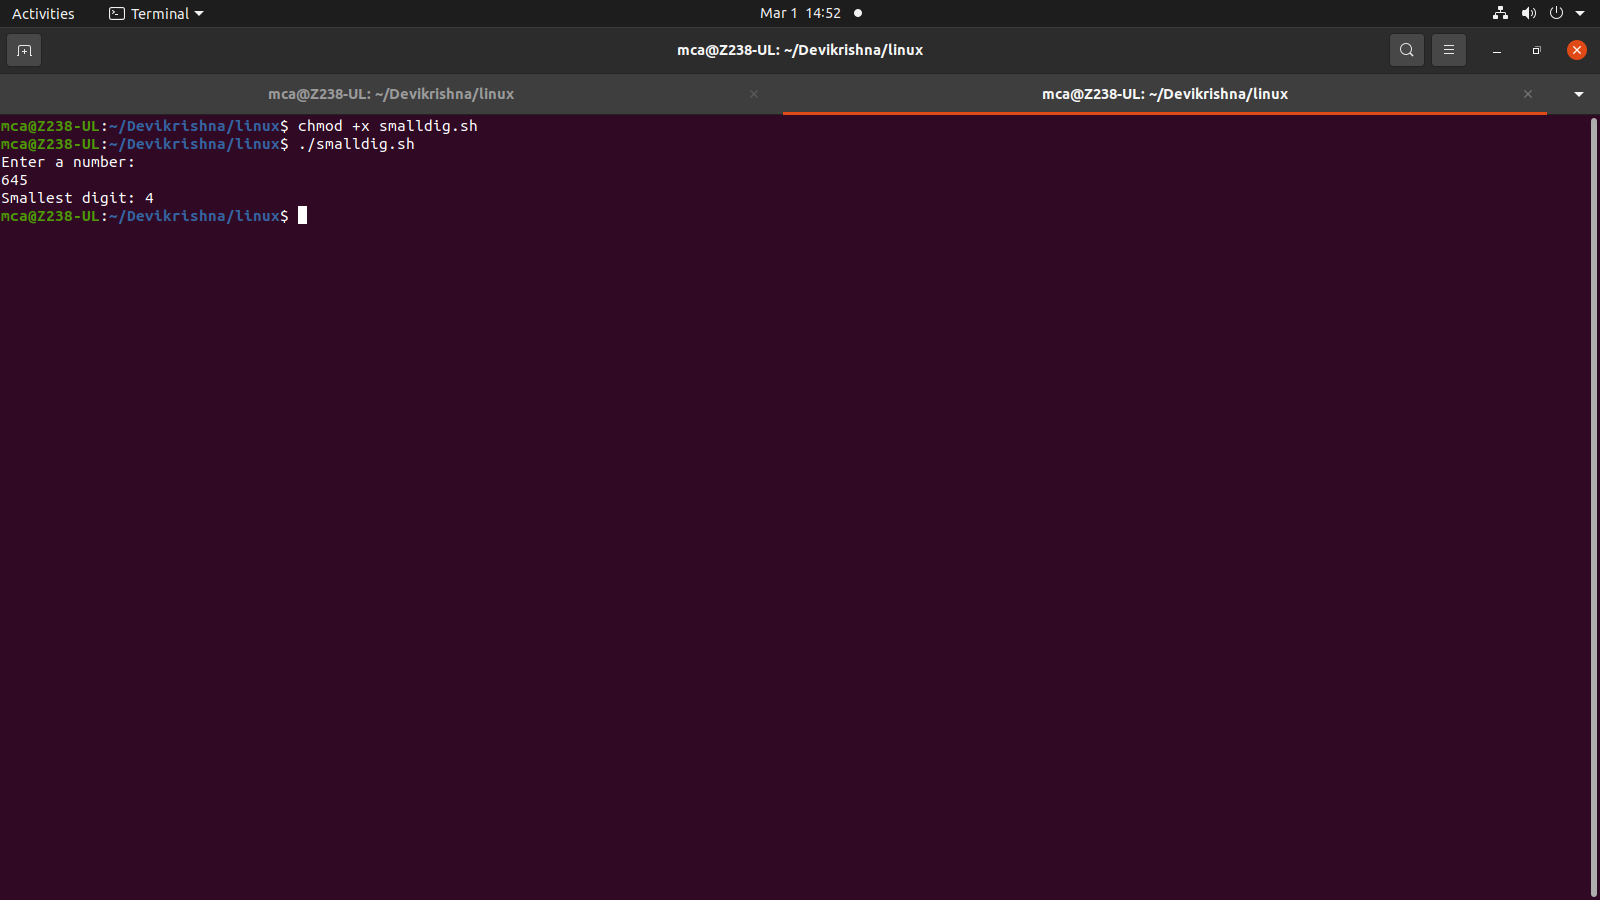 Activities Terminal Mar 1 14:52
mca@Z238-UL: ~/Devikrishna/linux
mca@Z238-UL: ~/Devikrishna/linux mca@Z238-UL: ~/Devikrishna/linux
mca@Z238-UL:~/Devikrishna/linux$ chmod +x smalldig.sh
mca@Z238-UL:~/Devikrishna/linux$ ./smalldig.sh
Enter a number:
645
Smallest digit: 4
mca@Z238-UL:~/Devikrishna/linux$